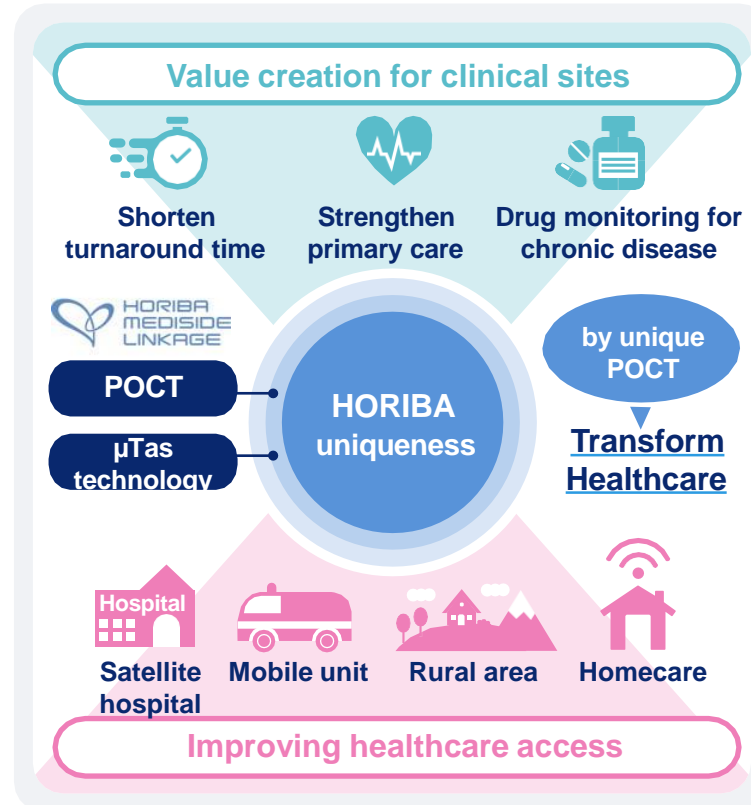 Value creation for clinical sites
Shorten
turnaround time
Strengthen
primary care
Drug monitoring for
chronic disease
HORIBA
MEDISIDE
LINKAGE
POCT
µTas
technology
HORIBA
uniqueness
by unique
POCT
Transform
Healthcare
Hospital
Satellite
hospital
Mobile unit
Rural area
Homecare
Improving healthcare access